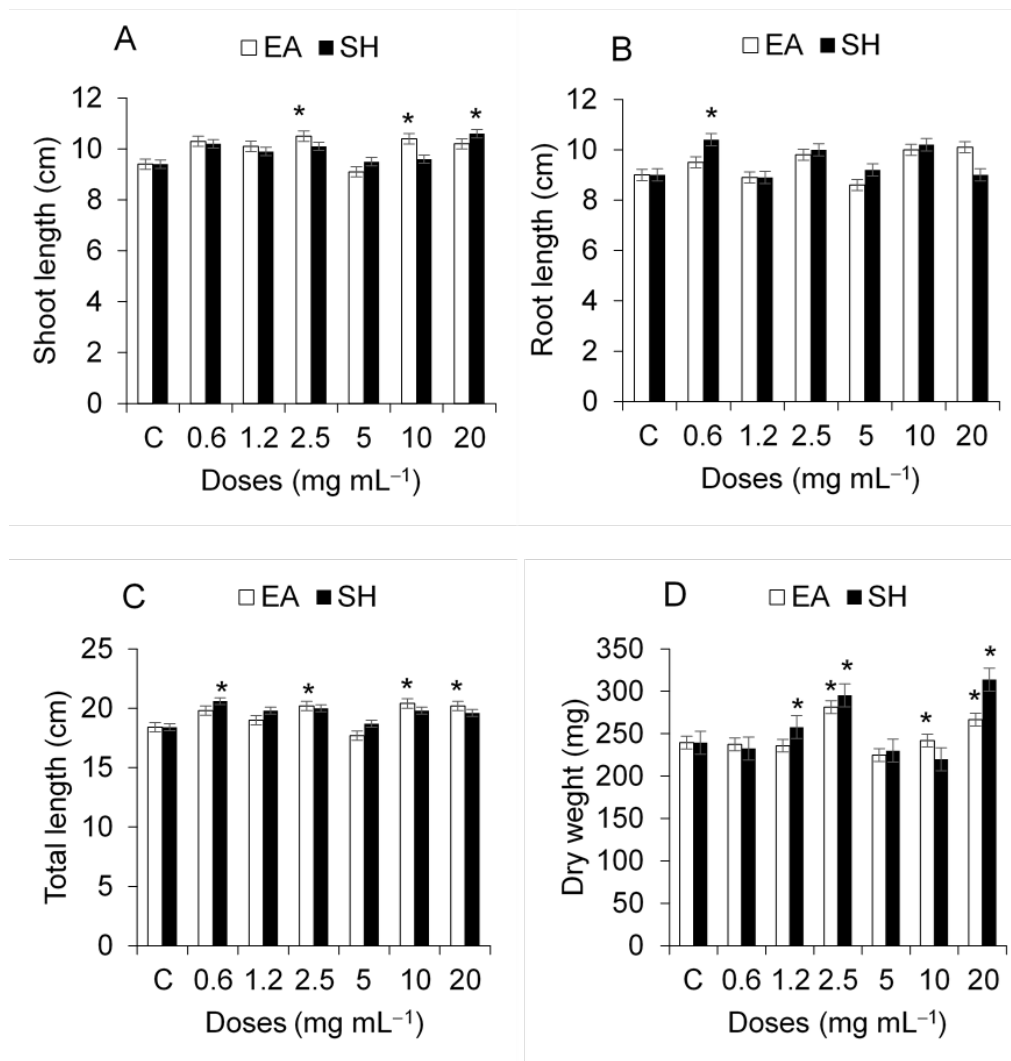 A
□ EA ■ SH
* * *
12
10
8
6
4
2
0
Shoot length (cm)
C 0.6 1.2 2.5 5 10 20
Doses (mg mL⁻¹)
B
□ EA ■ SH
*
12
10
8
6
4
2
0
Root length (cm)
C 0.6 1.2 2.5 5 10 20
Doses (mg mL⁻¹)
C
□ EA ■ SH
* * * *
25
20
15
10
5
0
Total length (cm)
C 0.6 1.2 2.5 5 10 20
Doses (mg mL⁻¹)
D
□ EA ■ SH
* * * * * *
350
300
250
200
150
100
50
0
Dry weght (mg)
C 0.6 1.2 2.5 5 10 20
Doses (mg mL⁻¹)